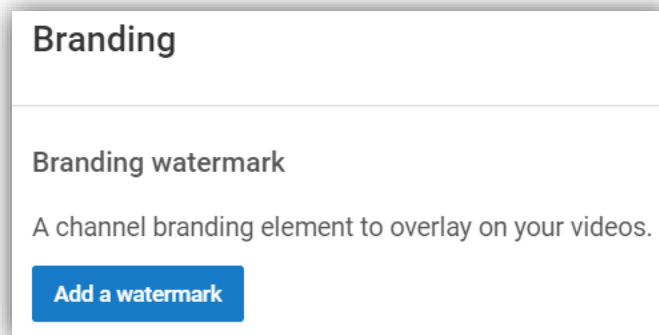 Branding
Branding watermark
A channel branding element to overlay on your videos.
Add a watermark